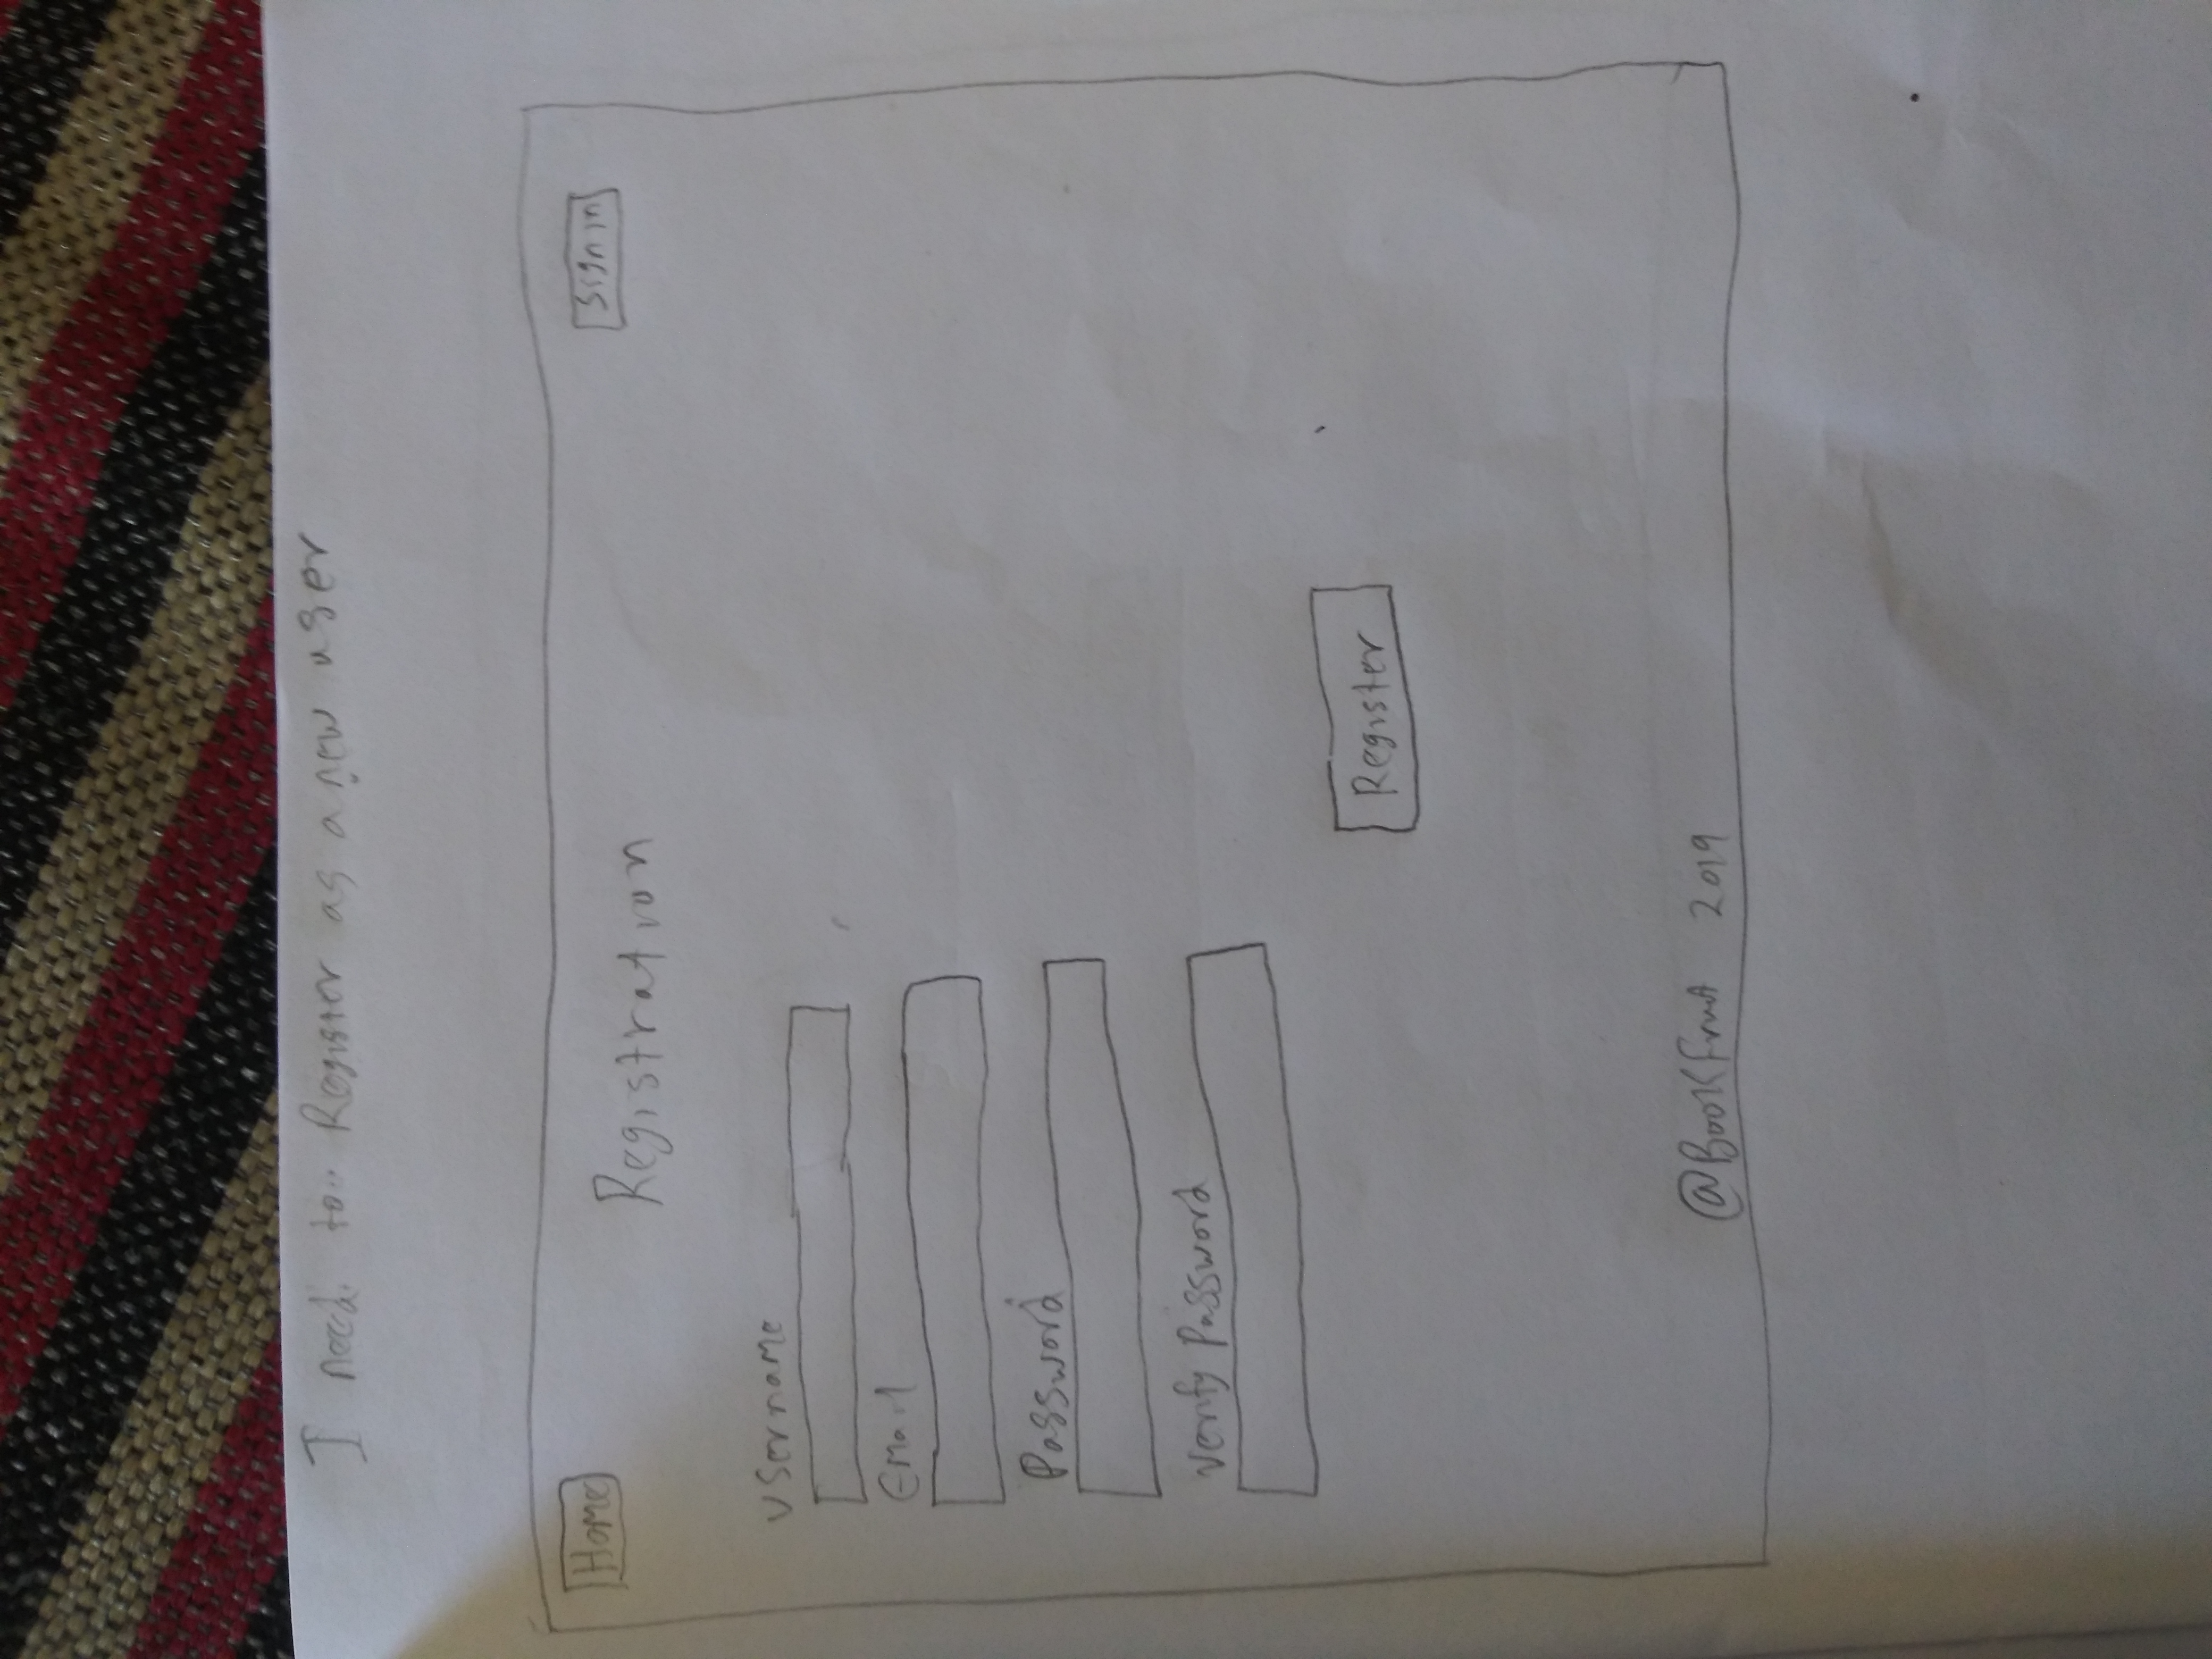 I need to Register as a new user
Home
Registration
Sign in
Username
Email
Password
Verify Password
Register
@BookFruit 2019